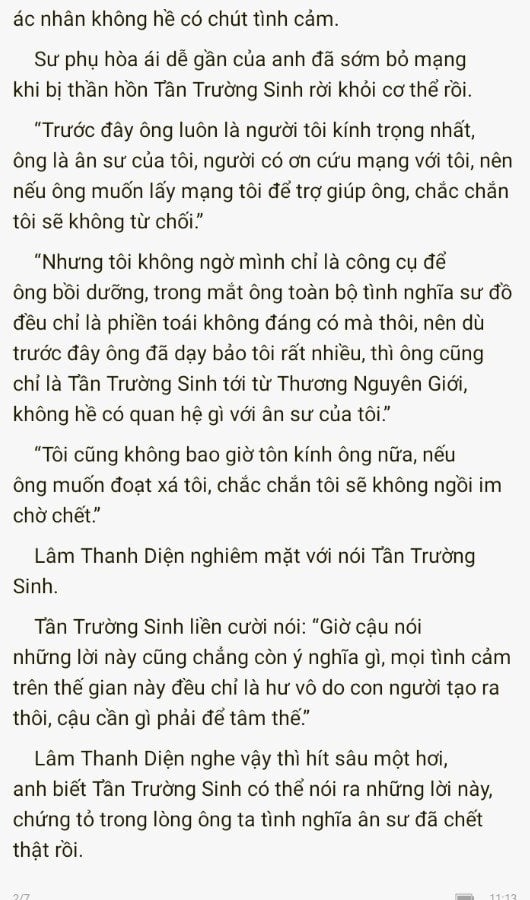 ác nhân không hề có chút tình cảm.
Sư phụ hòa ái dễ gần của anh đã sớm bỏ mạng
khi bị thần hồn Tần Trường Sinh rời khỏi cơ thể rồi.
“Trước đây ông luôn là người tôi kính trọng nhất,
ông là ân sư của tôi, người có ơn cứu mạng với tôi, nên
nếu ông muốn lấy mạng tôi để trợ giúp ông, chắc chắn
tôi sẽ không từ chối.”
“Nhưng tôi không ngờ mình chỉ là công cụ để
ông bồi dưỡng, trong mắt ông toàn bộ tình nghĩa sư đồ
đều chỉ là phiền toái không đáng có mà thôi, nên dù
trước đây ông đã dạy bảo tôi rất nhiều, thì ông cũng
chỉ là Tần Trường Sinh tới từ Thương Nguyên Giới,
không hề có quan hệ gì với ân sư của tôi.”
“Tôi cũng không bao giờ tôn kính ông nữa, nếu
ông muốn đoạt xá tôi, chắc chắn tôi sẽ không ngồi im
chờ chết.”
Lâm Thanh Diện nghiêm mặt với nói Tần Trường
Sinh.
Tần Trường Sinh liền cười nói: “Giờ cậu nói
những lời này cũng chẳng còn ý nghĩa gì, mọi tình cảm
trên thế gian này đều chỉ là hư vô do con người tạo ra
thôi, cậu cần gì phải để tâm thế.”
Lâm Thanh Diện nghe vậy thì hít sâu một hơi,
anh biết Tần Trường Sinh có thể nói ra những lời này,
chứng tỏ trong lòng ông ta tình nghĩa ân sư đã chết
thật rồi.
2/7 11:13